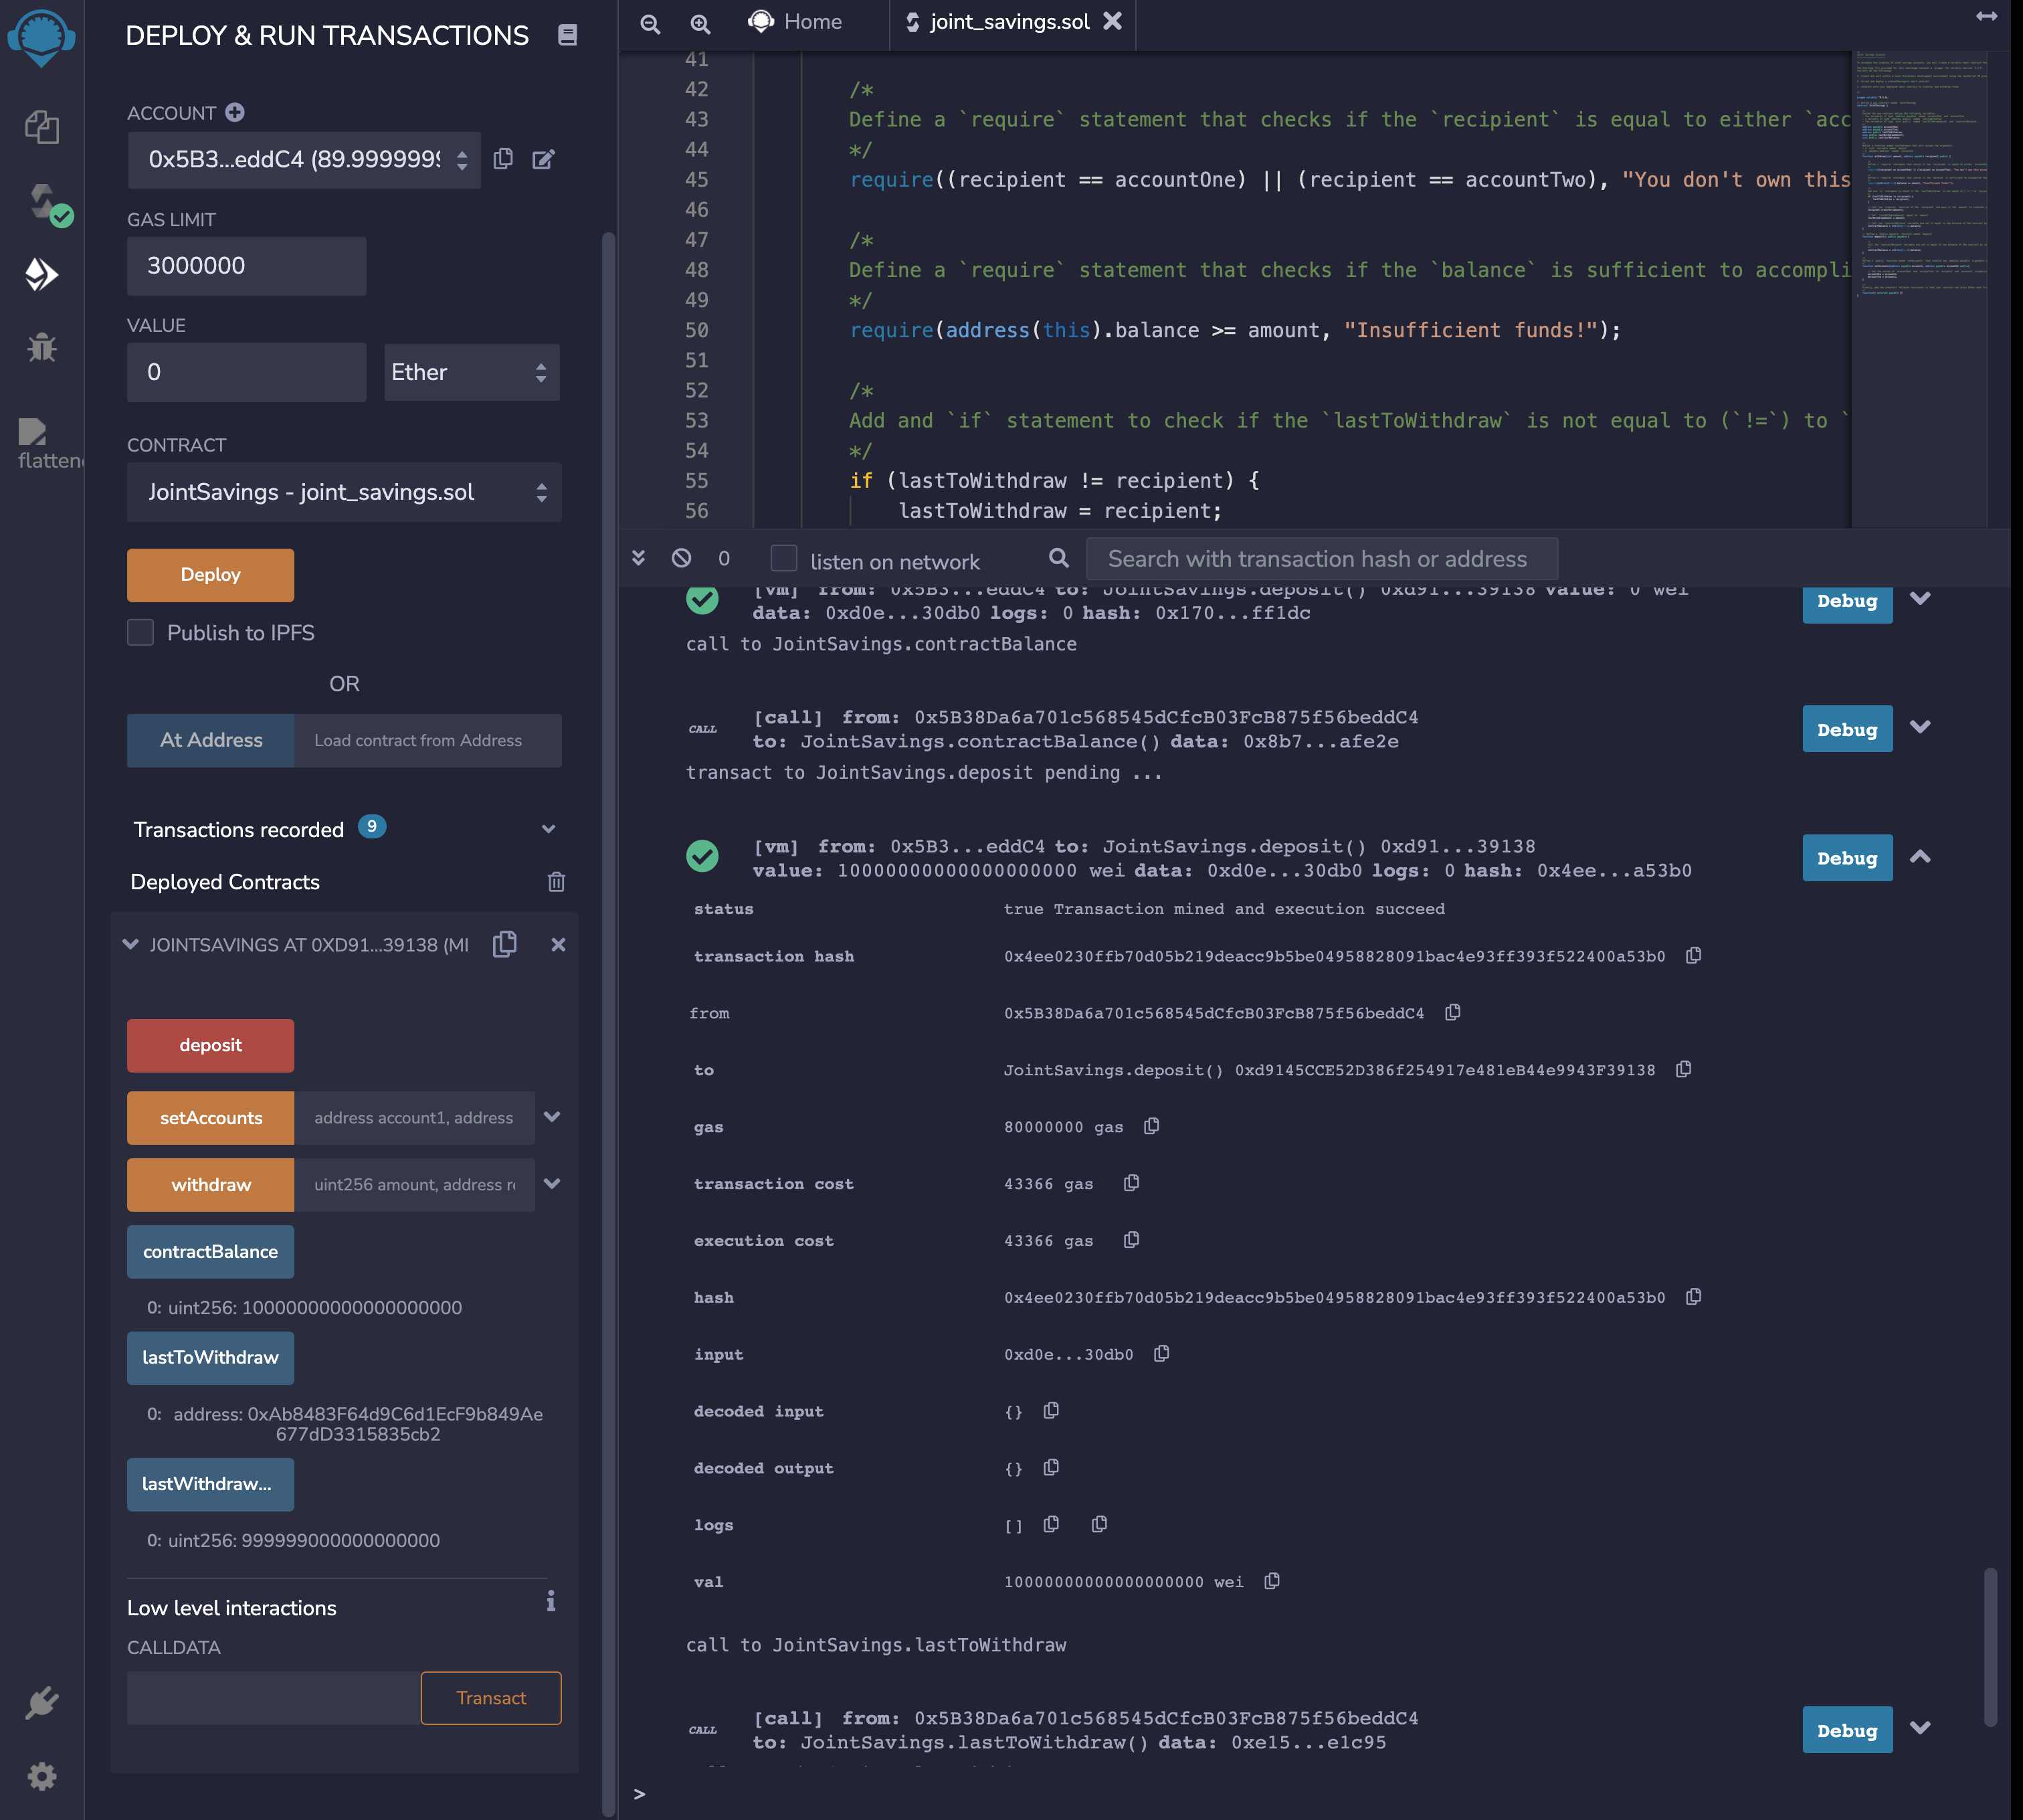 DEPLOY & RUN TRANSACTIONS
ACCOUNT
0x5B3...eddC4 (89.9999999
GAS LIMIT
3000000
VALUE
0
Ether
flatten
CONTRACT
JointSavings - joint_savings.sol
Deploy
Publish to IPFS
OR
At Address
Load contract from Address
Transactions recorded 9
Deployed Contracts
JOINTSAVINGS AT 0XD91...39138 (ME
deposit
setAccounts
address account1, address
withdraw
uint256 amount, address re
contractBalance
0: uint256: 10000000000000000000
lastToWithdraw
0: address: 0xAb8483F64d9C6d1EcF9b849Ae
677dD3315835cb2
lastWithdraw...
0: uint256: 999999000000000000
Low level interactions
i
CALLDATA
Transact
Home
joint_savings.sol
41
42 /*
43 Define a `require` statement that checks if the `recipient` is equal to either `acc
44 */
45 require((recipient == accountOne) || (recipient == accountTwo), "You don't own this
46
47 /*
48 Define a `require` statement that checks if the `balance` is sufficient to accompli
49 */
50 require(address(this).balance >= amount, "Insufficient funds!");
51
52 /*
53 Add and `if` statement to check if the `lastToWithdraw` is not equal to (`!=`) to `
54 */
55 if (lastToWithdraw != recipient) {
56 lastToWithdraw = recipient;
0
listen on network
Search with transaction hash or address
[vm] from: 0x5B3...eddC4 to: JointSavings.deposit() 0xd91...39138 value: 0 wei
data: 0xd0e...30db0 logs: 0 hash: 0x170...ff1dc
Debug
call to JointSavings.contractBalance
CALL
[call] from: 0x5B38Da6a701c568545dCfcB03FcB875f56beddC4
to: JointSavings.contractBalance() data: 0x8b7...afe2e
Debug
transact to JointSavings.deposit pending ...
[vm] from: 0x5B3...eddC4 to: JointSavings.deposit() 0xd91...39138
value: 10000000000000000000 wei data: 0xd0e...30db0 logs: 0 hash: 0x4ee...a53b0
Debug
status true Transaction mined and execution succeed
transaction hash 0x4ee0230ffb70d05b219deacc9b5be04958828091bac4e93ff393f522400a53b0
from 0x5B38Da6a701c568545dCfcB03FcB875f56beddC4
to JointSavings.deposit() 0xd9145CCE52D386f254917e481eB44e9943F39138
gas 80000000 gas
transaction cost 43366 gas
execution cost 43366 gas
hash 0x4ee0230ffb70d05b219deacc9b5be04958828091bac4e93ff393f522400a53b0
input 0xd0e...30db0
decoded input {}
decoded output {}
logs []
val 10000000000000000000 wei
call to JointSavings.lastToWithdraw
CALL
[call] from: 0x5B38Da6a701c568545dCfcB03FcB875f56beddC4
to: JointSavings.lastToWithdraw() data: 0xe15...e1c95
Debug
>